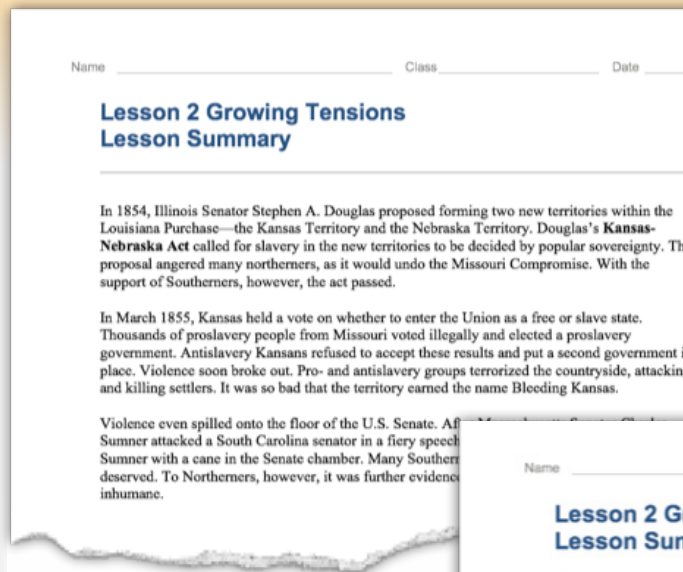 Name Class Date
Lesson 2 Growing Tensions
Lesson Summary
In 1854, Illinois Senator Stephen A. Douglas proposed forming two new territories within the
Louisiana Purchase—the Kansas Territory and the Nebraska Territory. Douglas's Kansas-
Nebraska Act called for slavery in the new territories to be decided by popular sovereignty. Th
proposal angered many northerners, as it would undo the Missouri Compromise. With the
support of Southerners, however, the act passed.
In March 1855, Kansas held a vote on whether to enter the Union as a free or slave state.
Thousands of proslavery people from Missouri voted illegally and elected a proslavery
government. Antislavery Kansans refused to accept these results and put a second government i
place. Violence soon broke out. Pro- and antislavery groups terrorized the countryside, attackin
and killing settlers. It was so bad that the territory earned the name Bleeding Kansas.
Violence even spilled onto the floor of the U.S. Senate. Af
Sumner attacked a South Carolina senator in a fiery speech
Sumner with a cane in the Senate chamber. Many Southern
deserved. To Northerners, however, it was further evidence
inhumane.
Name
Lesson 2 G
Lesson Sum